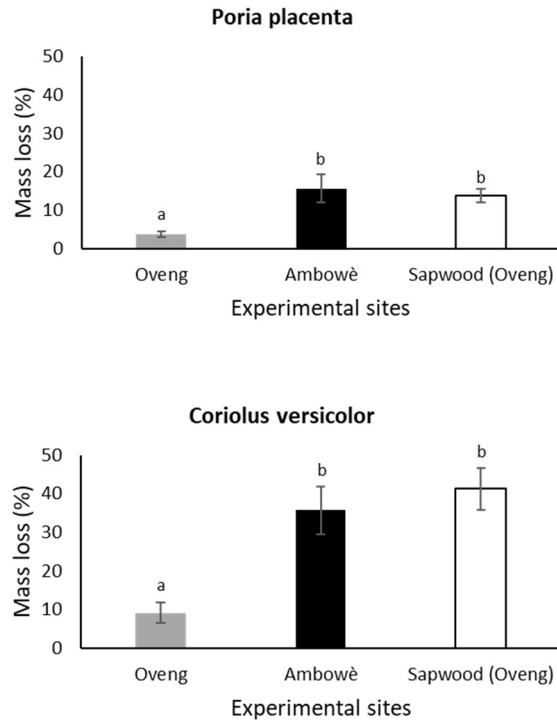 Poria placenta
50
40
30
20
10
0
Mass loss (%)
a
b
b
Oveng
Ambowè
Sapwood (Oveng)
Experimental sites
Coriolus versicolor
50
40
30
20
10
0
Mass loss (%)
a
b
b
Oveng
Ambowè
Sapwood (Oveng)
Experimental sites